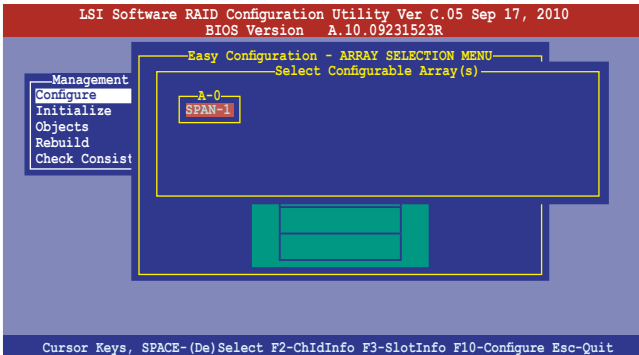 LSI Software RAID Configuration Utility Ver C.05 Sep 17, 2010
BIOS Version A.10.09231523R
Easy Configuration - ARRAY SELECTION MENU
Select Configurable Array(s)
Management
Configure
Initialize
Objects
Rebuild
Check Consist
A-0
SPAN-1
Cursor Keys, SPACE-(De)Select F2-ChIdInfo F3-SlotInfo F10-Configure Esc-Quit